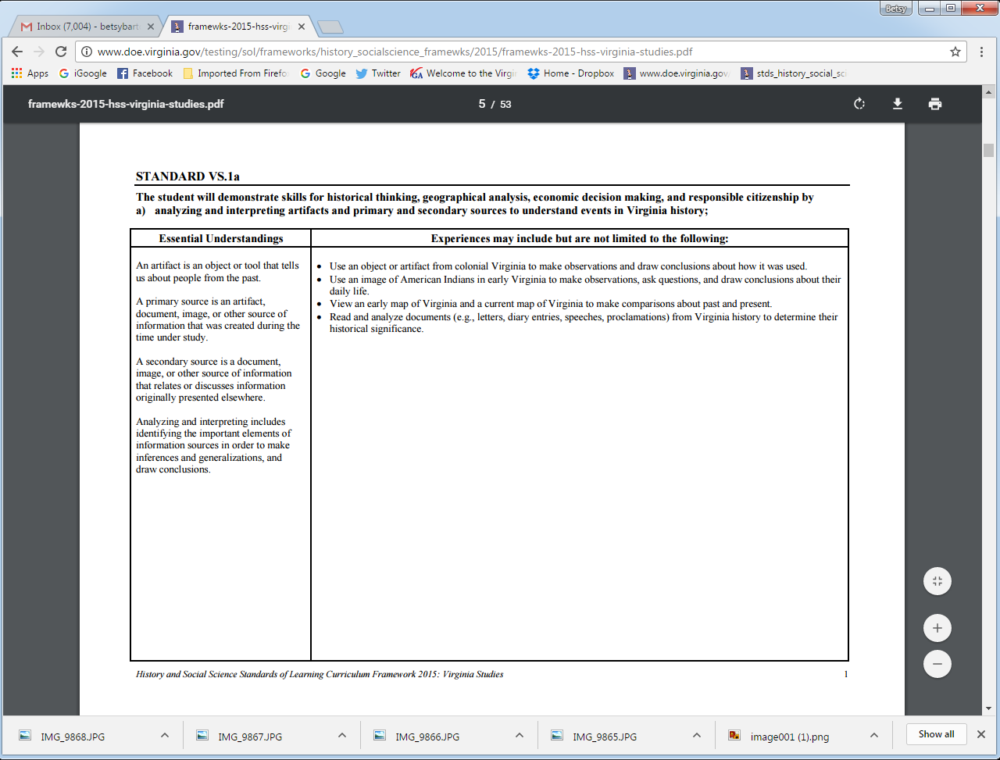 Betsy
Inbox (7,004) - betsybart
framewks-2015-hss-virgi
www.doe.virginia.gov/testing/sol/frameworks/history_socialscience_framewks/2015/framewks-2015-hss-virginia-studies.pdf
Apps iGoogle Facebook Imported From Firefo Google Twitter Welcome to the Virgi Home - Dropbox www.doe.virginia.gov stds_history_social_sc
framewks-2015-hss-virginia-studies.pdf 5 / 53
STANDARD VS.1a
The student will demonstrate skills for historical thinking, geographical analysis, economic decision making, and responsible citizenship by
a) analyzing and interpreting artifacts and primary and secondary sources to understand events in Virginia history;
Essential Understandings
An artifact is an object or tool that tells
us about people from the past.
A primary source is an artifact,
document, image, or other source of
information that was created during the
time under study.
A secondary source is a document,
image, or other source of information
that relates or discusses information
originally presented elsewhere.
Analyzing and interpreting includes
identifying the important elements of
information sources in order to make
inferences and generalizations, and
draw conclusions.
Experiences may include but are not limited to the following:
• Use an object or artifact from colonial Virginia to make observations and draw conclusions about how it was used.
• Use an image of American Indians in early Virginia to make observations, ask questions, and draw conclusions about their
daily life.
• View an early map of Virginia and a current map of Virginia to make comparisons about past and present.
• Read and analyze documents (e.g., letters, diary entries, speeches, proclamations) from Virginia history to determine their
historical significance.
History and Social Science Standards of Learning Curriculum Framework 2015: Virginia Studies 1
IMG_9868.JPG IMG_9867.JPG IMG_9866.JPG IMG_9865.JPG image001 (1).png Show all